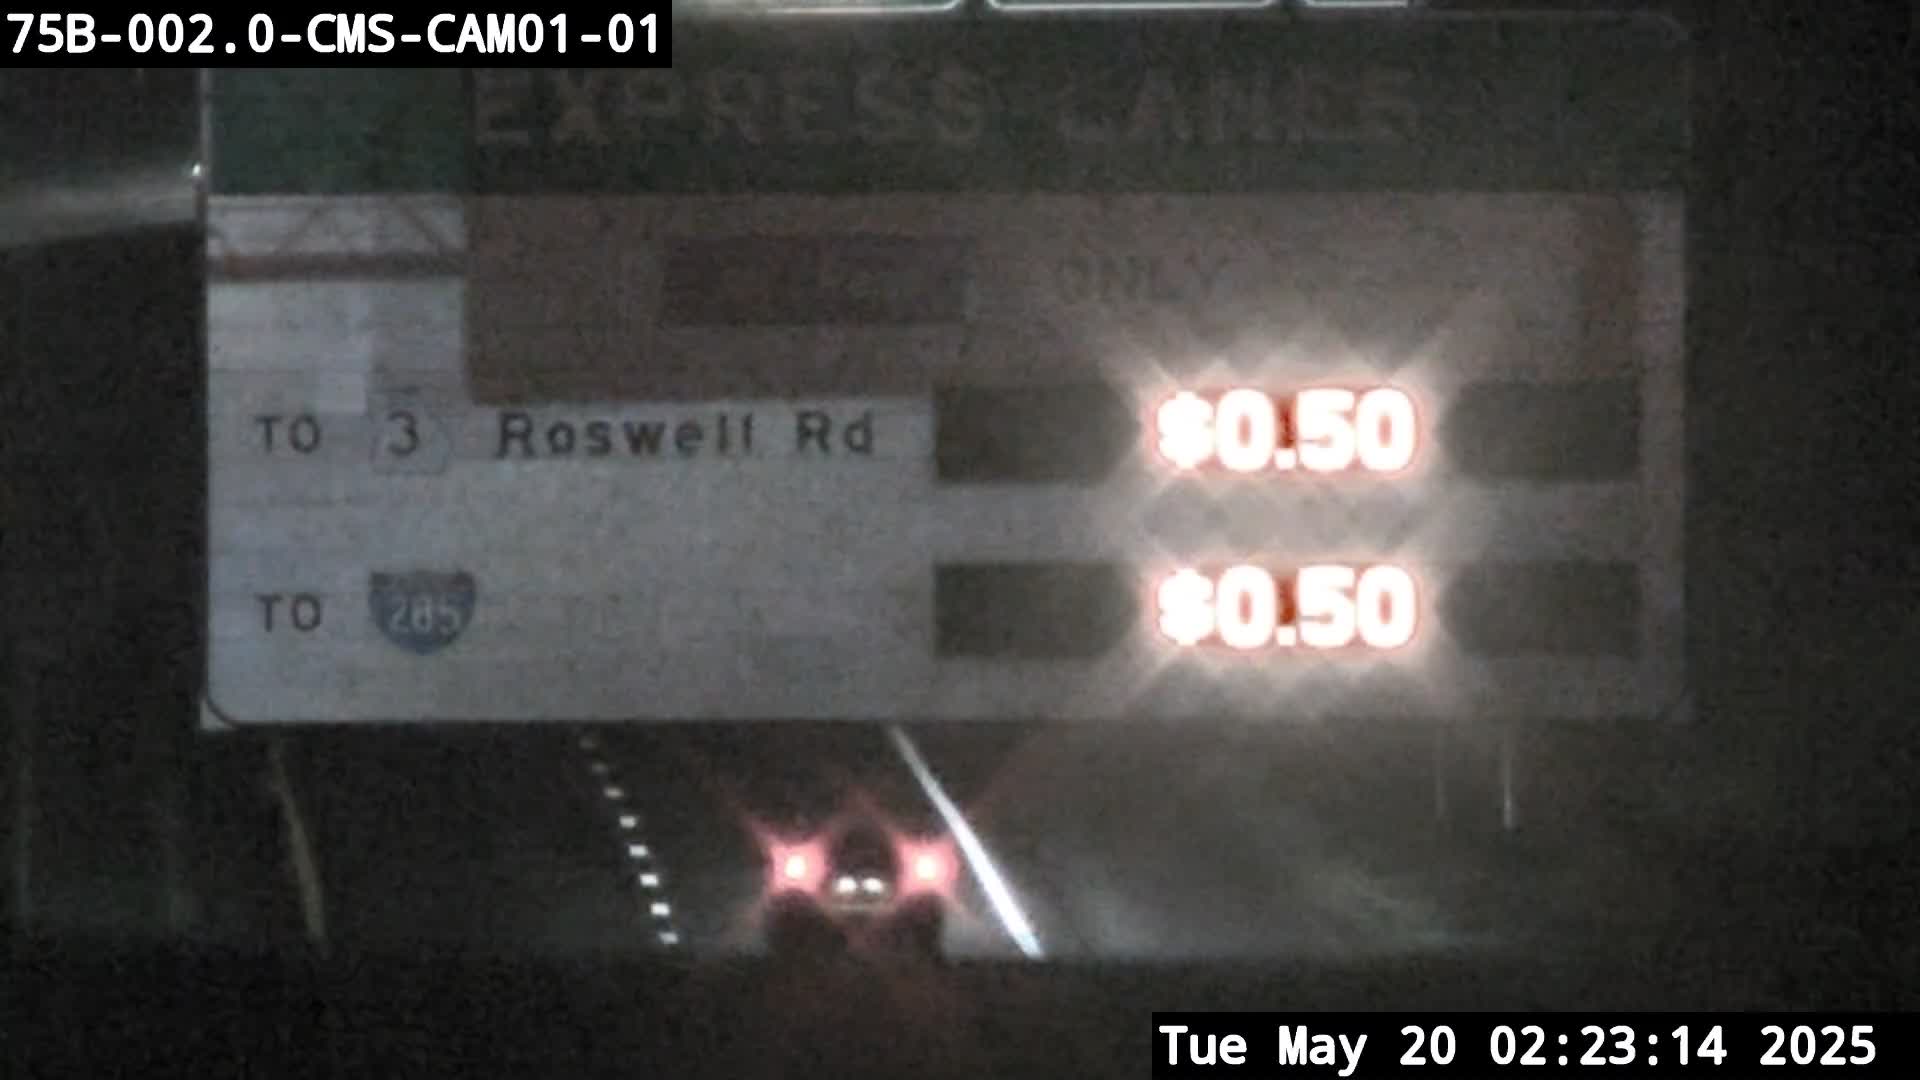 75B-002.0-CMS-CAM01-01
EXPRESS LANES
ONLY
TO 3 Roswell Rd $0.50
TO 285 $0.50
Tue May 20 02:23:14 2025